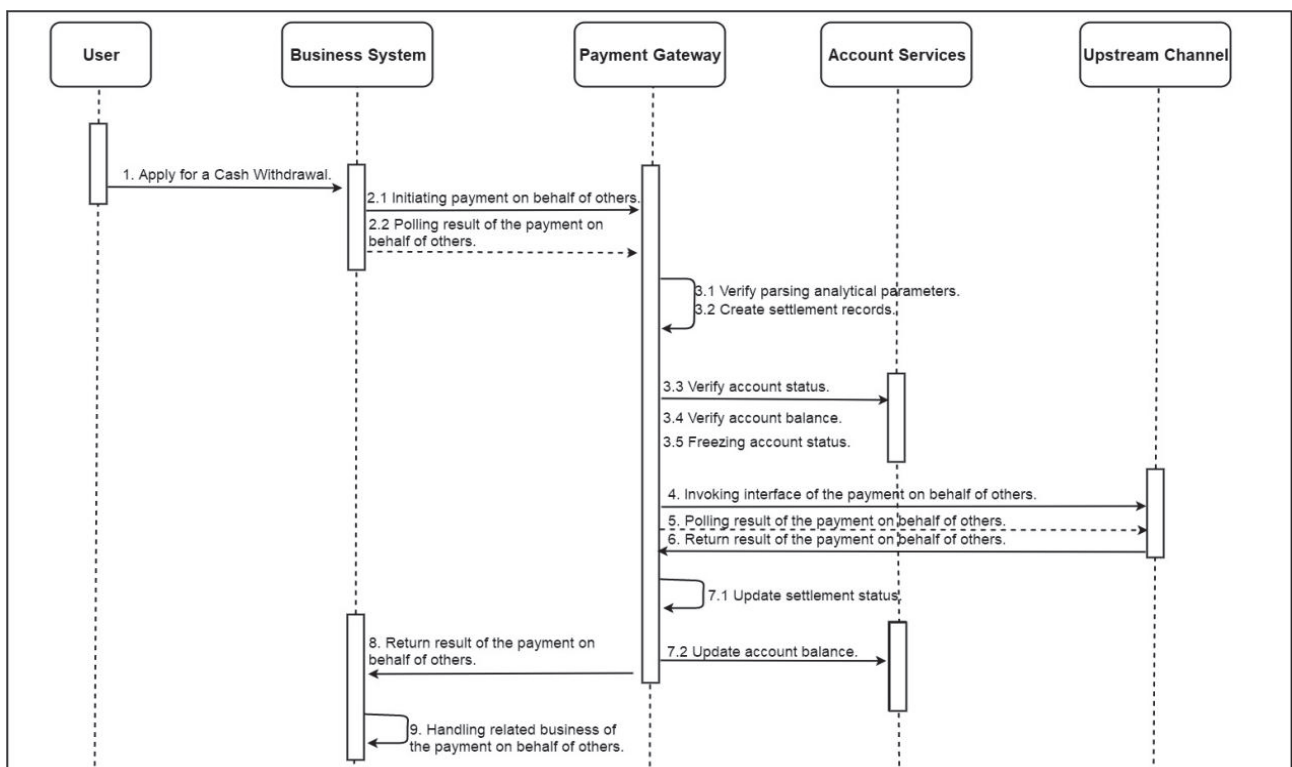 User
Business System
Payment Gateway
Account Services
Upstream Channel
1. Apply for a Cash Withdrawal.
2.1 Initiating payment on behalf of others.
2.2 Polling result of the payment on
behalf of others.
3.1 Verify parsing analytical parameters.
3.2 Create settlement records.
3.3 Verify account status.
3.4 Verify account balance.
3.5 Freezing account status.
4. Invoking interface of the payment on behalf of others.
5. Polling result of the payment on behalf of others.
6. Return result of the payment on behalf of others.
7.1 Update settlement status.
8. Return result of the payment on
behalf of others.
7.2 Update account balance.
9. Handling related business of
the payment on behalf of others.